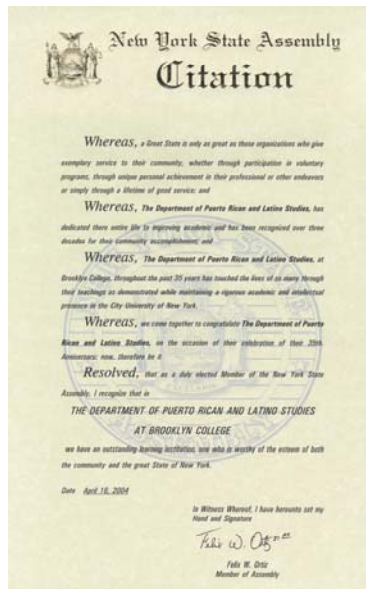 New York State Assembly
Citation
Whereas, a Great State is only as great as those organizations who give
exemplary service to their community, whether through participation in voluntary
programs, through unique personal achievement in their professional or other endeavors
or simply through a lifetime of good service; and
Whereas, The Department of Puerto Rican and Latino Studies, has
dedicated there entire life to improving academic and has been recognized over three
decades for their community accomplishment; and
Whereas, The Department of Puerto Rican and Latino Studies, at
Brooklyn College, throughout the past 35 years has touched the lives of so many through
their teachings as demonstrated while maintaining a rigorous academic and intellectual
presence in the City University of New York.
Whereas, we come together to congratulate The Department of Puerto
Rican and Latino Studies, on the occasion of their celebration of their 35th
Anniversary; now, therefore be it
Resolved, that as a duly elected Member of the New York State
Assembly, I recognize that in
THE DEPARTMENT OF PUERTO RICAN AND LATINO STUDIES
AT BROOKLYN COLLEGE
we have an outstanding learning institution, one who is worthy of the esteem of both
the community and the great State of New York.
Date April 16, 2004
In Witness Whereof, I have hereunto set my
Hand and Signature
Felix W. Ortiz
Felix W. Ortiz
Member of Assembly